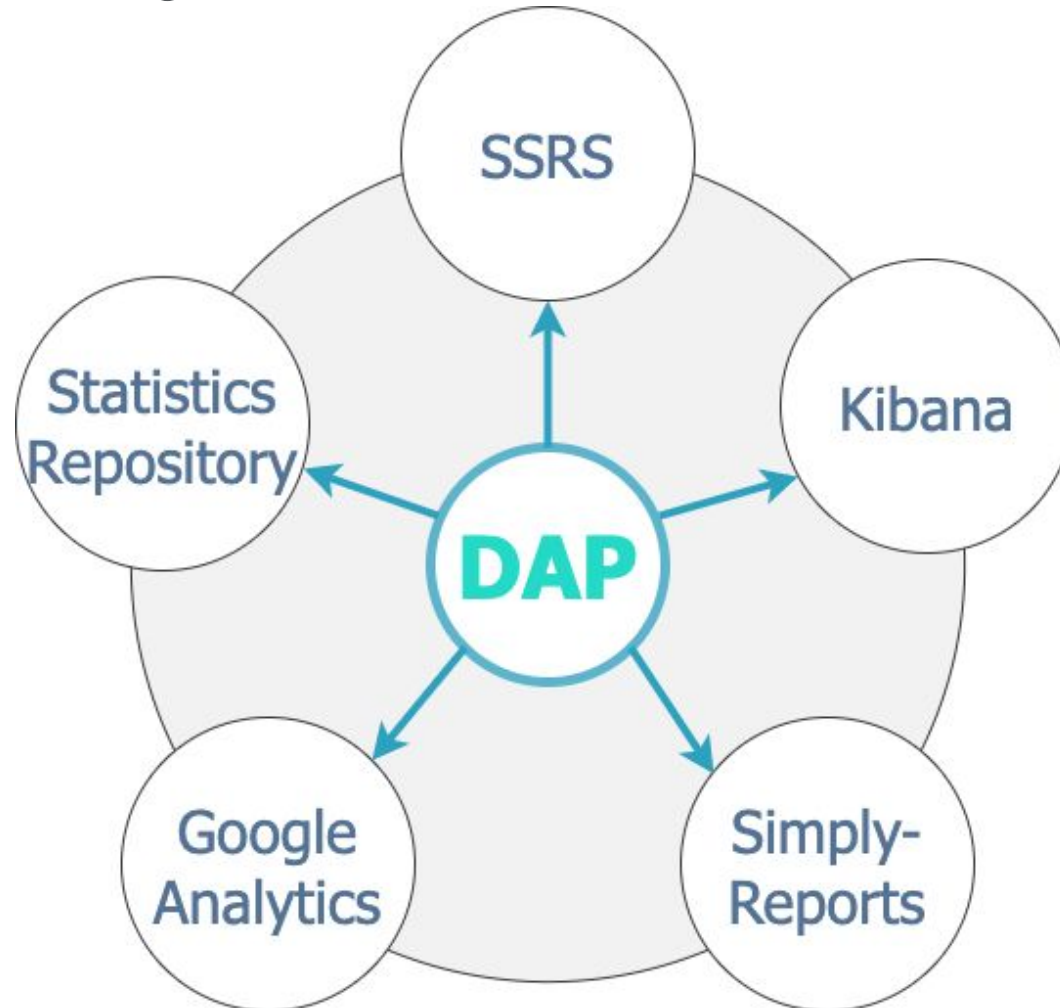 SSRS
Kibana
Statistics
Repository
DAP
Google
Analytics
Simply-
Reports